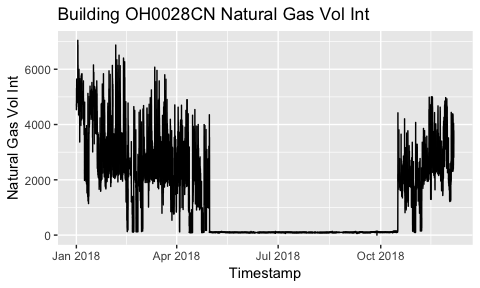 Building OH0028CN Natural Gas Vol Int
Natural Gas Vol Int
6000
4000
2000
0
Jan 2018
Apr 2018
Jul 2018
Oct 2018
Timestamp